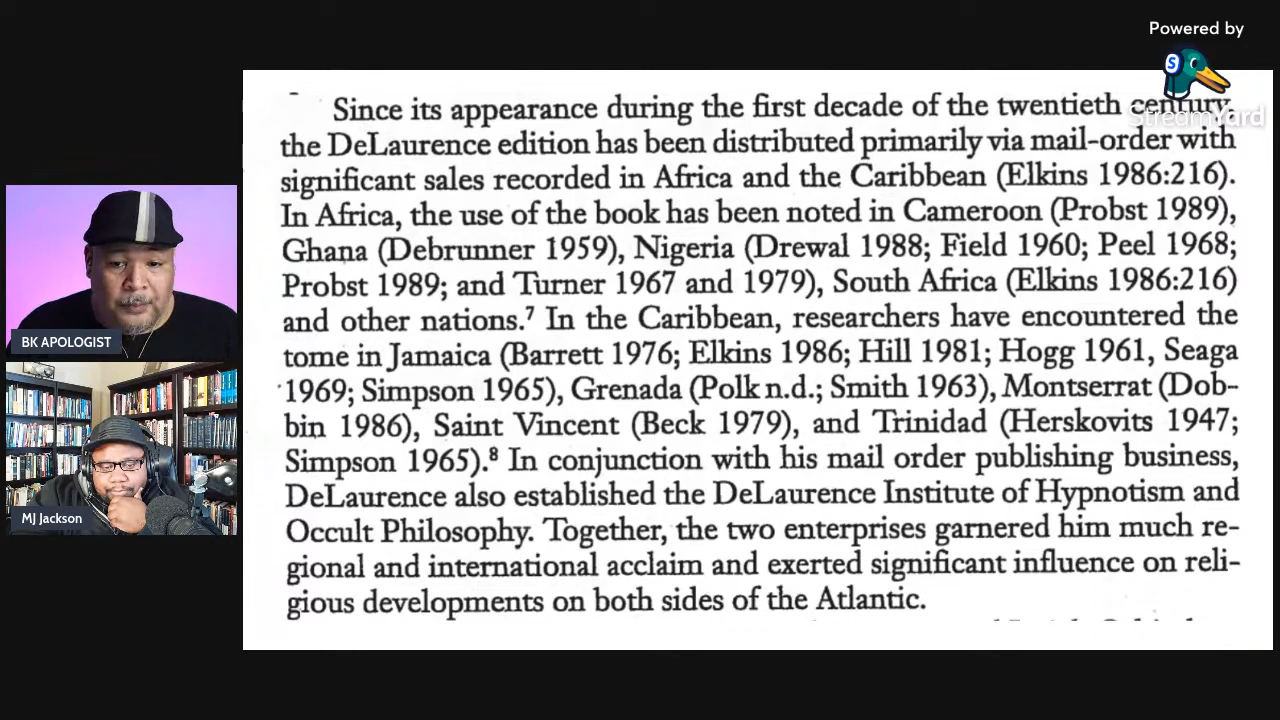 Powered by
S
StreamYard
Since its appearance during the first decade of the twentieth century,
the DeLaurence edition has been distributed primarily via mail-order with
significant sales recorded in Africa and the Caribbean (Elkins 1986:216).
In Africa, the use of the book has been noted in Cameroon (Probst 1989),
Ghana (Debrunner 1959), Nigeria (Drewal 1988; Field 1960; Peel 1968;
Probst 1989; and Turner 1967 and 1979), South Africa (Elkins 1986:216)
and other nations.⁷ In the Caribbean, researchers have encountered the
tome in Jamaica (Barrett 1976; Elkins 1986; Hill 1981; Hogg 1961, Seaga
1969; Simpson 1965), Grenada (Polk n.d.; Smith 1963), Montserrat (Dob-
bin 1986), Saint Vincent (Beck 1979), and Trinidad (Herskovits 1947;
Simpson 1965).⁸ In conjunction with his mail order publishing business,
DeLaurence also established the DeLaurence Institute of Hypnotism and
Occult Philosophy. Together, the two enterprises garnered him much re-
gional and international acclaim and exerted significant influence on reli-
gious developments on both sides of the Atlantic.
BK APOLOGIST
MJ Jackson